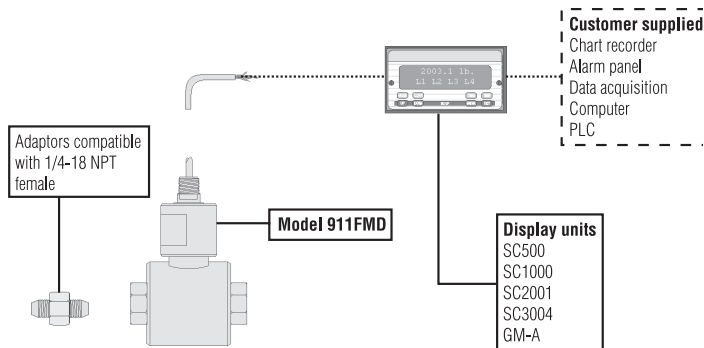 Customer supplied
Chart recorder
Alarm panel
Data acquisition
Computer
PLC
2003.1 lb.
L1 L2 L3 L4
Adaptors compatible
with 1/4-18 NPT
female
Model 911FMD
Display units
SC500
SC1000
SC2001
SC3004
GM-A